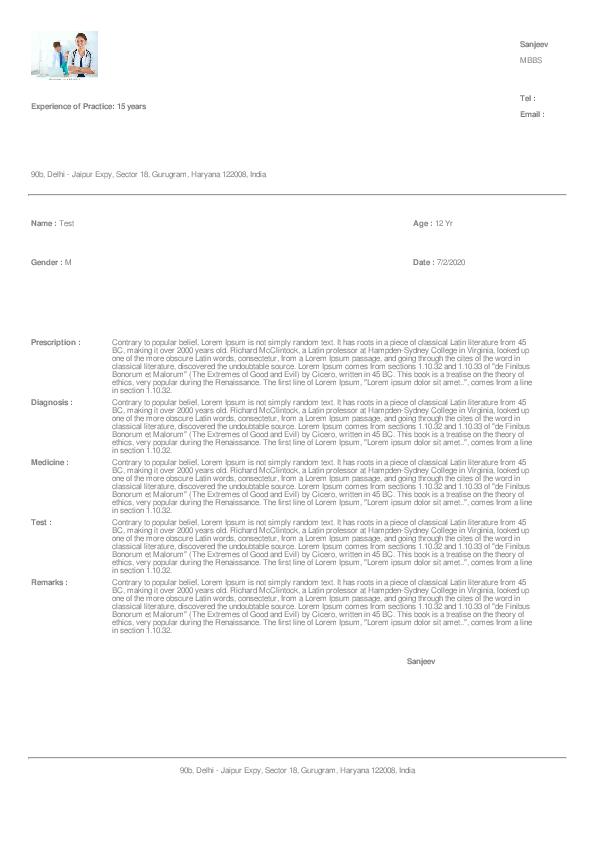 Sanjeev
MBBS
Tel :
Experience of Practice: 15 years
Email :
90b, Delhi - Jaipur Expy, Sector 18, Gurugram, Haryana 122008, India
Name : Test Age : 12 Yr
Gender : M Date : 7/2/2020
Prescription : Contrary to popular belief, Lorem Ipsum is not simply random text. It has roots in a piece of classical Latin literature from 45
BC, making it over 2000 years old. Richard McClintock, a Latin professor at Hampden-Sydney College in Virginia, looked up
one of the more obscure Latin words, consectetur, from a Lorem Ipsum passage, and going through the cites of the word in
classical literature, discovered the undoubtable source. Lorem Ipsum comes from sections 1.10.32 and 1.10.33 of "de Finibus
Bonorum et Malorum" (The Extremes of Good and Evil) by Cicero, written in 45 BC. This book is a treatise on the theory of
ethics, very popular during the Renaissance. The first line of Lorem Ipsum, "Lorem ipsum dolor sit amet..", comes from a line
in section 1.10.32.
Diagnosis : Contrary to popular belief, Lorem Ipsum is not simply random text. It has roots in a piece of classical Latin literature from 45
BC, making it over 2000 years old. Richard McClintock, a Latin professor at Hampden-Sydney College in Virginia, looked up
one of the more obscure Latin words, consectetur, from a Lorem Ipsum passage, and going through the cites of the word in
classical literature, discovered the undoubtable source. Lorem Ipsum comes from sections 1.10.32 and 1.10.33 of "de Finibus
Bonorum et Malorum" (The Extremes of Good and Evil) by Cicero, written in 45 BC. This book is a treatise on the theory of
ethics, very popular during the Renaissance. The first line of Lorem Ipsum, "Lorem ipsum dolor sit amet..", comes from a line
in section 1.10.32.
Medicine : Contrary to popular belief, Lorem Ipsum is not simply random text. It has roots in a piece of classical Latin literature from 45
BC, making it over 2000 years old. Richard McClintock, a Latin professor at Hampden-Sydney College in Virginia, looked up
one of the more obscure Latin words, consectetur, from a Lorem Ipsum passage, and going through the cites of the word in
classical literature, discovered the undoubtable source. Lorem Ipsum comes from sections 1.10.32 and 1.10.33 of "de Finibus
Bonorum et Malorum" (The Extremes of Good and Evil) by Cicero, written in 45 BC. This book is a treatise on the theory of
ethics, very popular during the Renaissance. The first line of Lorem Ipsum, "Lorem ipsum dolor sit amet..", comes from a line
in section 1.10.32.
Test : Contrary to popular belief, Lorem Ipsum is not simply random text. It has roots in a piece of classical Latin literature from 45
BC, making it over 2000 years old. Richard McClintock, a Latin professor at Hampden-Sydney College in Virginia, looked up
one of the more obscure Latin words, consectetur, from a Lorem Ipsum passage, and going through the cites of the word in
classical literature, discovered the undoubtable source. Lorem Ipsum comes from sections 1.10.32 and 1.10.33 of "de Finibus
Bonorum et Malorum" (The Extremes of Good and Evil) by Cicero, written in 45 BC. This book is a treatise on the theory of
ethics, very popular during the Renaissance. The first line of Lorem Ipsum, "Lorem ipsum dolor sit amet..", comes from a line
in section 1.10.32.
Remarks : Contrary to popular belief, Lorem Ipsum is not simply random text. It has roots in a piece of classical Latin literature from 45
BC, making it over 2000 years old. Richard McClintock, a Latin professor at Hampden-Sydney College in Virginia, looked up
one of the more obscure Latin words, consectetur, from a Lorem Ipsum passage, and going through the cites of the word in
classical literature, discovered the undoubtable source. Lorem Ipsum comes from sections 1.10.32 and 1.10.33 of "de Finibus
Bonorum et Malorum" (The Extremes of Good and Evil) by Cicero, written in 45 BC. This book is a treatise on the theory of
ethics, very popular during the Renaissance. The first line of Lorem Ipsum, "Lorem ipsum dolor sit amet..", comes from a line
in section 1.10.32.
Sanjeev
90b, Delhi - Jaipur Expy, Sector 18, Gurugram, Haryana 122008, India